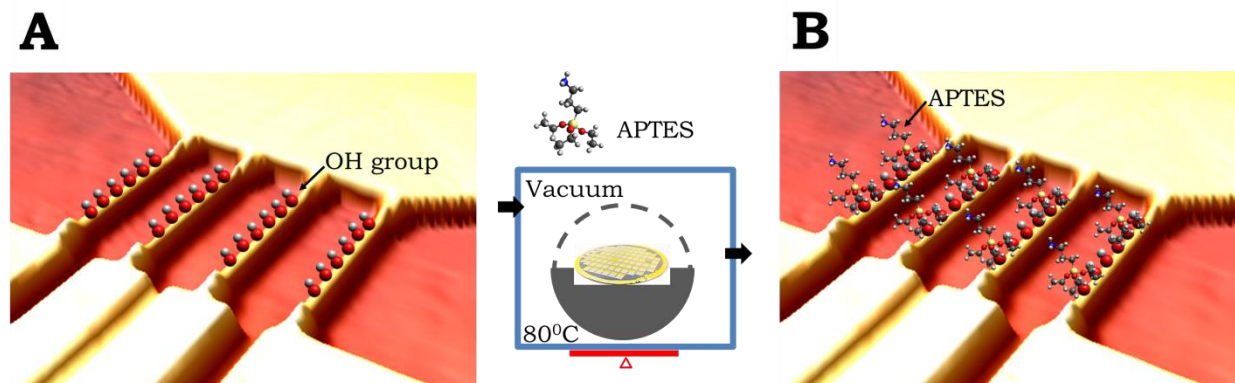 A
B
APTES
APTES
OH group
Vacuum
80⁰C